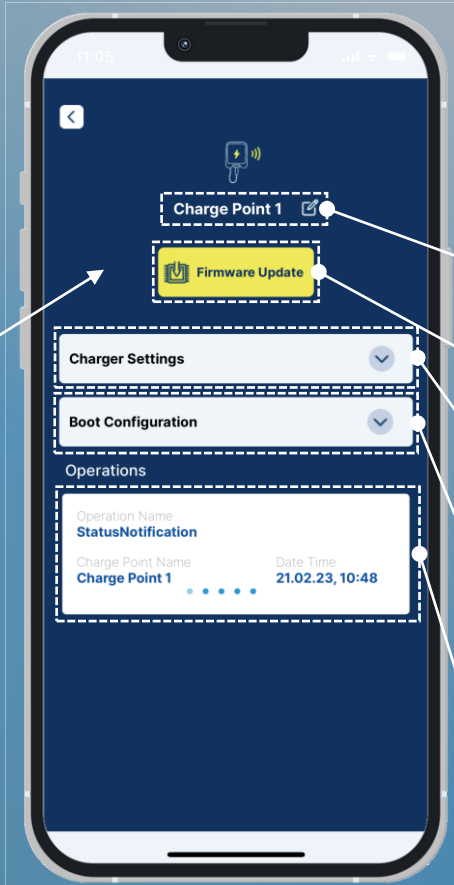 11:05
Charge Point 1
Firmware Update
Charger Settings
Boot Configuration
Operations
Operation Name
StatusNotification
Charge Point Name Date Time
Charge Point 1 21.02.23, 10:48